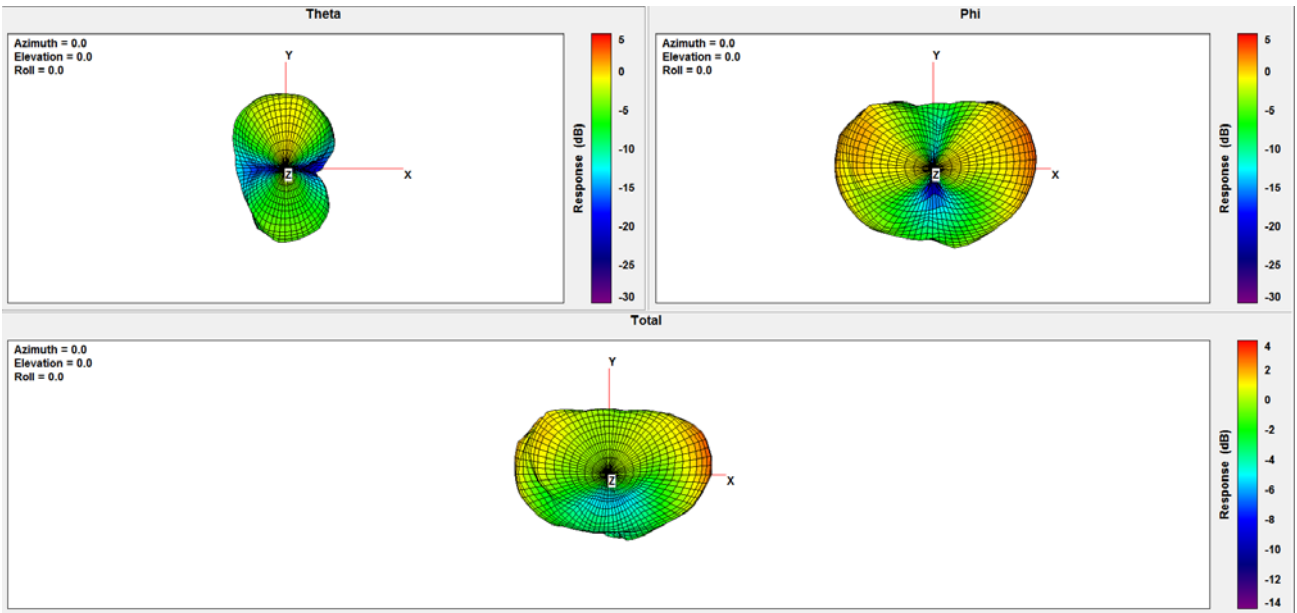 Theta
Azimuth = 0.0
Elevation = 0.0
Roll = 0.0
Y
X
Z
5
0
-5
-10
-15
-20
-25
-30
Response (dB)
Phi
Azimuth = 0.0
Elevation = 0.0
Roll = 0.0
Y
X
Z
5
0
-5
-10
-15
-20
-25
-30
Response (dB)
Total
Azimuth = 0.0
Elevation = 0.0
Roll = 0.0
Y
X
Z
4
2
0
-2
-4
-6
-8
-10
-12
-14
Response (dB)